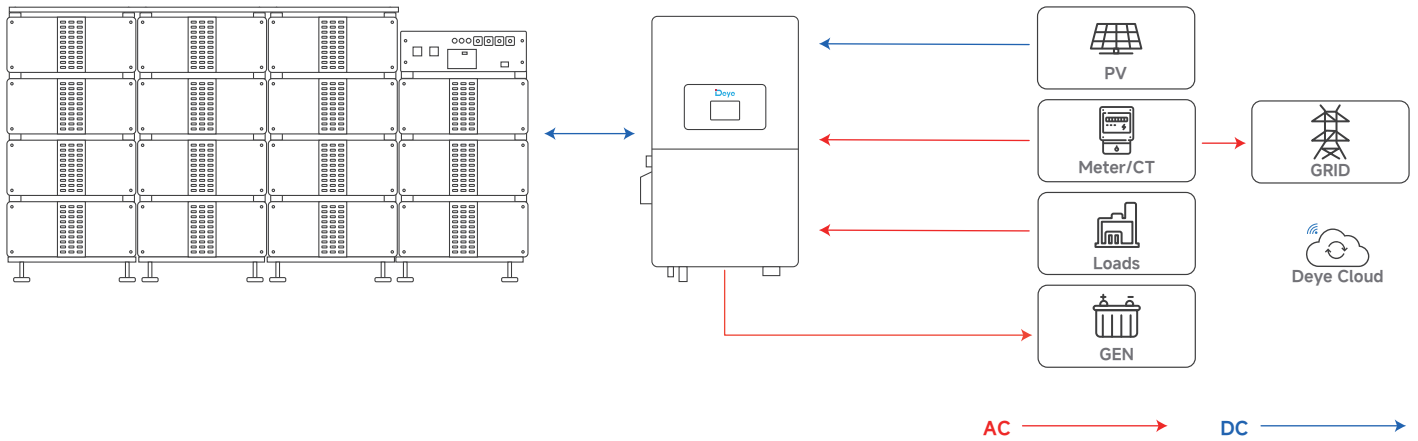 Deye
PV
Meter/CT
GRID
Loads
Deye Cloud
GEN
AC
DC